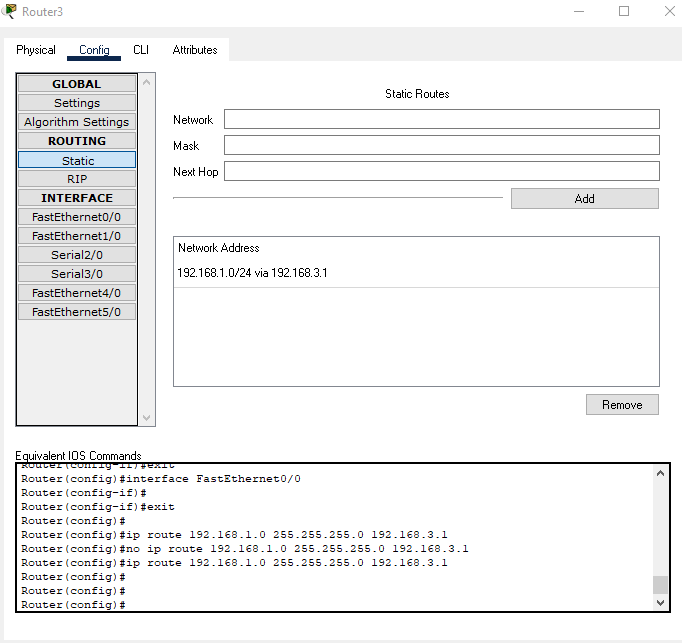 Router3
Physical Config CLI Attributes
GLOBAL
Settings
Algorithm Settings
ROUTING
Static
RIP
INTERFACE
FastEthernet0/0
FastEthernet1/0
Serial2/0
Serial3/0
FastEthernet4/0
FastEthernet5/0
Static Routes
Network
Mask
Next Hop
Add
Network Address
192.168.1.0/24 via 192.168.3.1
Remove
Equivalent IOS Commands
Router(config-if)#exit
Router(config)#interface FastEthernet0/0
Router(config-if)#
Router(config-if)#exit
Router(config)#
Router(config)#ip route 192.168.1.0 255.255.255.0 192.168.3.1
Router(config)#no ip route 192.168.1.0 255.255.255.0 192.168.3.1
Router(config)#ip route 192.168.1.0 255.255.255.0 192.168.3.1
Router(config)#
Router(config)#
Router(config)#